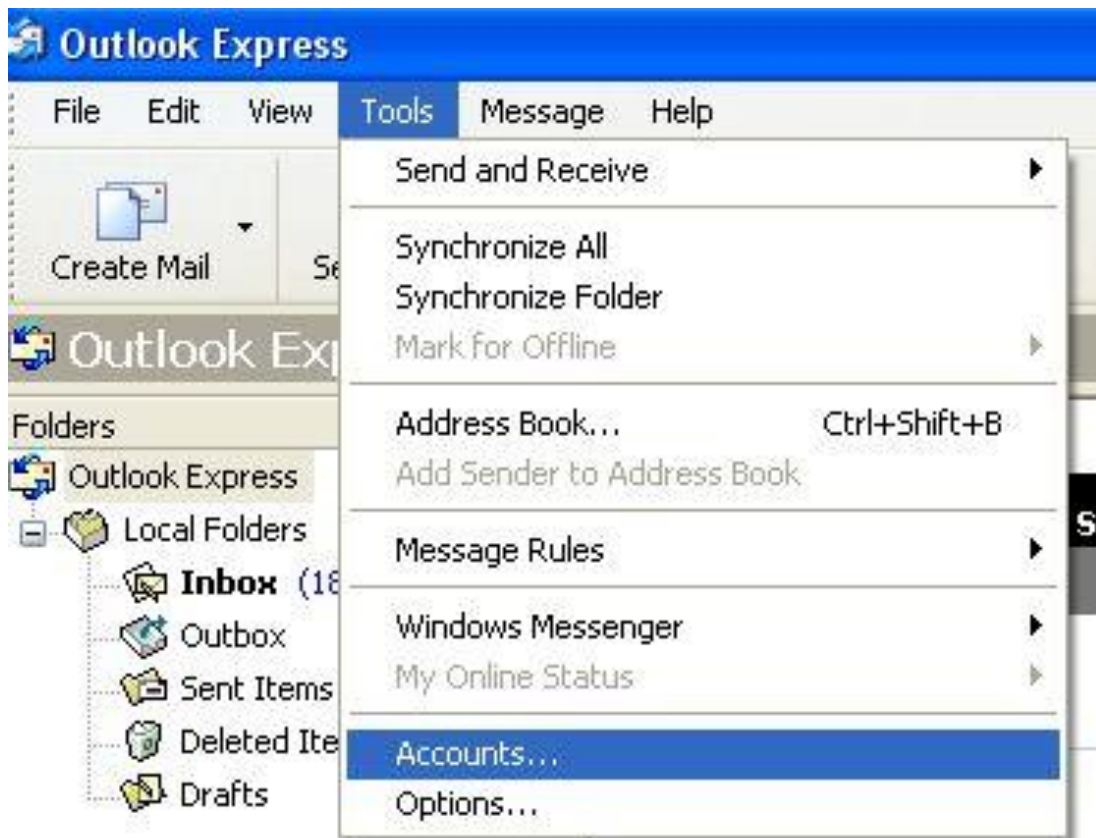 Outlook Express
File Edit View Tools Message Help
Create Mail
Send and Receive
Synchronize All
Synchronize Folder
Mark for Offline
Address Book... Ctrl+Shift+B
Add Sender to Address Book
Message Rules
Windows Messenger
My Online Status
Accounts...
Options...
Folders
Outlook Express
Local Folders
Inbox
Outbox
Sent Items
Deleted Ite
Drafts